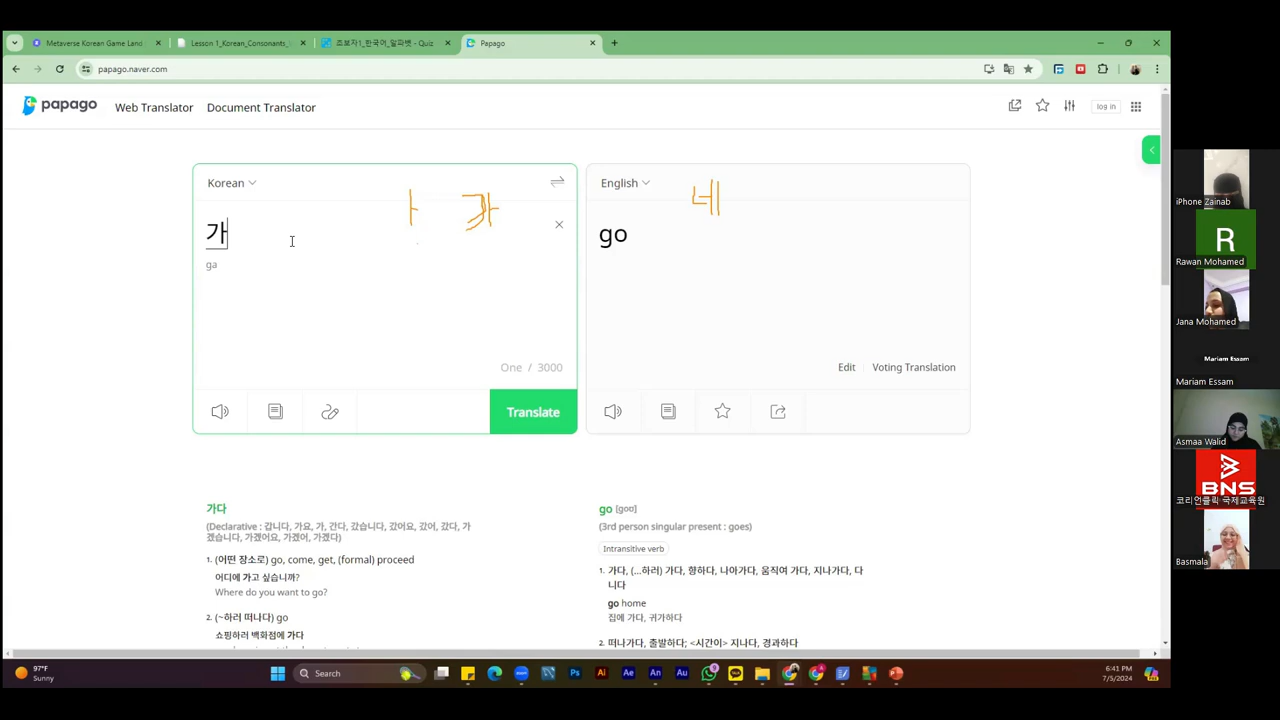 Metaverse Korean Game Land
Lesson 1_Korean_Consonants_
초보자1_한국어_알파벳 - Quiz
Papago
papago.naver.com
papago
Web Translator
Document Translator
log in
Korean
English
ㅏ 가
네
가
go
ga
One / 3000
Edit
Voting Translation
Translate
가다
(Declarative : 갑니다, 가요, 가, 간다, 갔습니다, 갔어요, 갔어, 갔다, 가
겠습니다, 가겠어요, 가겠어, 가겠다)
1. (어떤 장소로) go, come, get, (formal) proceed
어디에 가고 싶습니까?
Where do you want to go?
2. (~하러 떠나다) go
쇼핑하러 백화점에 가다
go [goʊ]
(3rd person singular present : goes)
Intransitive verb
1. 가다, (…하러) 가다, 향하다, 나아가다, 움직여 가다, 지나가다, 다
니다
go home
집에 가다, 귀가하다
2. 떠나가다, 출발하다; <시간이> 지나다, 경과하다
iPhone Zainab
R
Rawan Mohamed
Jana Mohamed
Mariam Essam
Mariam Essam
Asmaa Walid
BNS
코리언클릭 국제교육원
Basmala
97°F
Sunny
Search
Ps
Ai
Ae
An
Au
6:41 PM
7/5/2024